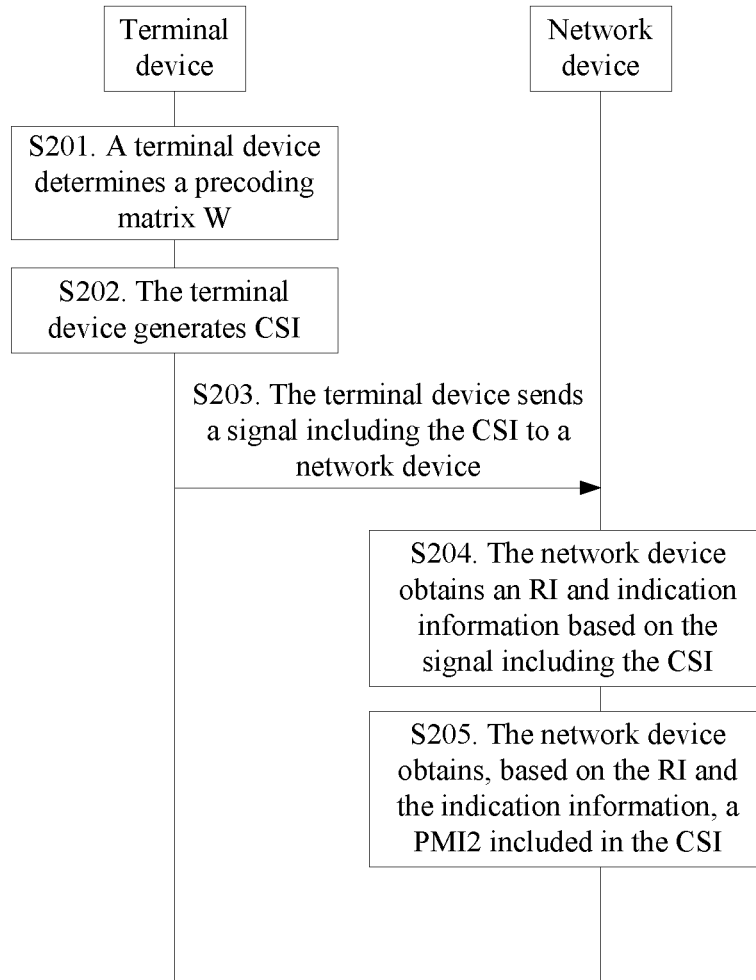 Terminal
device
Network
device
S201. A terminal device
determines a precoding
matrix W
S202. The terminal
device generates CSI
S203. The terminal device sends
a signal including the CSI to a
network device
S204. The network device
obtains an RI and indication
information based on the
signal including the CSI
S205. The network device
obtains, based on the RI and
the indication information, a
PMI2 included in the CSI